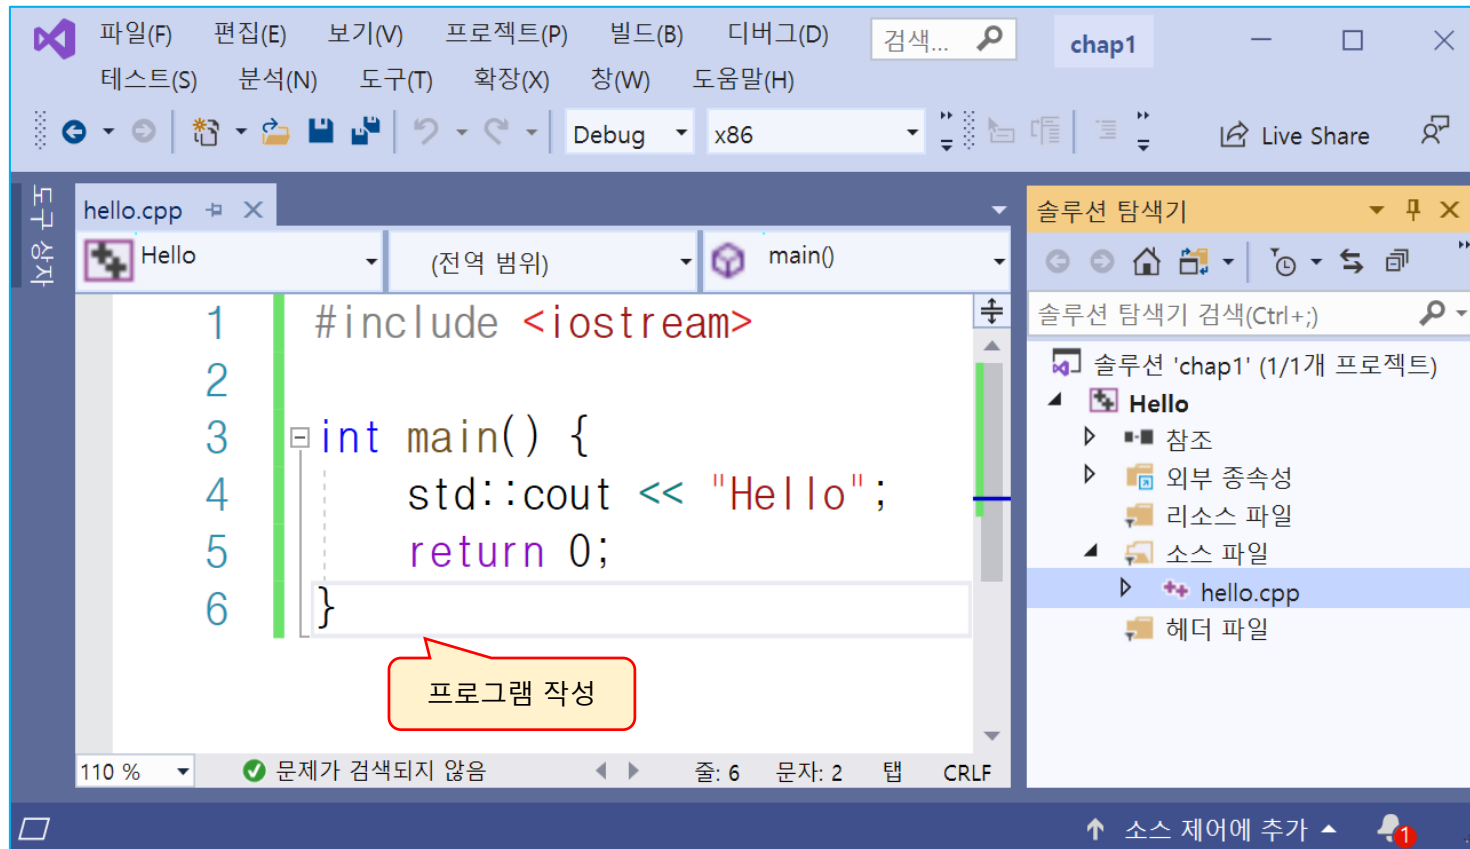 파일(F) 편집(E) 보기(V) 프로젝트(P) 빌드(B) 디버그(D) 검색... chap1
테스트(S) 분석(N) 도구(T) 확장(X) 창(W) 도움말(H)
Debug x86 Live Share
도구 상자
hello.cpp
Hello (전역 범위) main()
1 #include <iostream>
2
3 int main() {
4 std::cout << "Hello";
5 return 0;
6 }
프로그램 작성
110 % 문제가 검색되지 않음 줄: 6 문자: 2 탭 CRLF
솔루션 탐색기
솔루션 탐색기 검색(Ctrl+;)
솔루션 'chap1' (1/1개 프로젝트)
Hello
참조
외부 종속성
리소스 파일
소스 파일
hello.cpp
헤더 파일
소스 제어에 추가 1